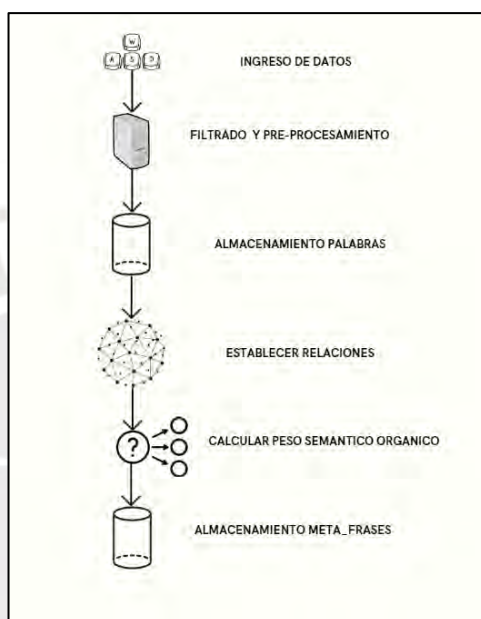 W
A S D
INGRESO DE DATOS
FILTRADO Y PRE-PROCESAMIENTO
ALMACENAMIENTO PALABRAS
ESTABLECER RELACIONES
?
CALCULAR PESO SEMANTICO ORGANICO
ALMACENAMIENTO META_FRASES